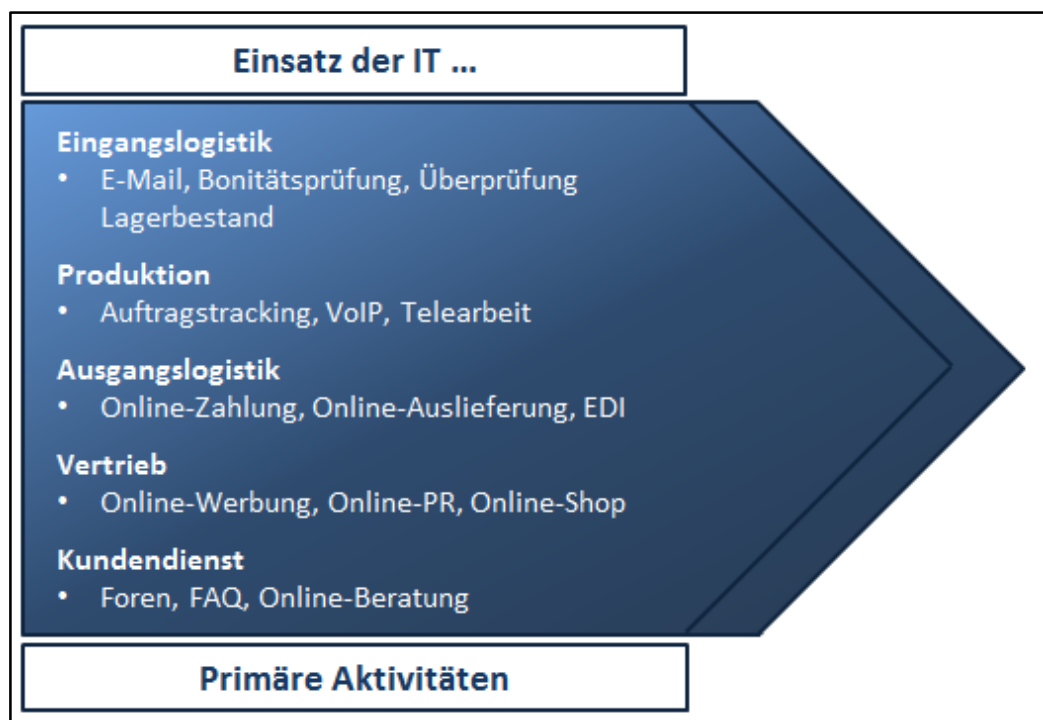 Einsatz der IT ...
Eingangslogistik
• E-Mail, Bonitätsprüfung, Überprüfung
Lagerbestand
Produktion
• Auftragstracking, VoIP, Telearbeit
Ausgangslogistik
• Online-Zahlung, Online-Auslieferung, EDI
Vertrieb
• Online-Werbung, Online-PR, Online-Shop
Kundendienst
• Foren, FAQ, Online-Beratung
Primäre Aktivitäten